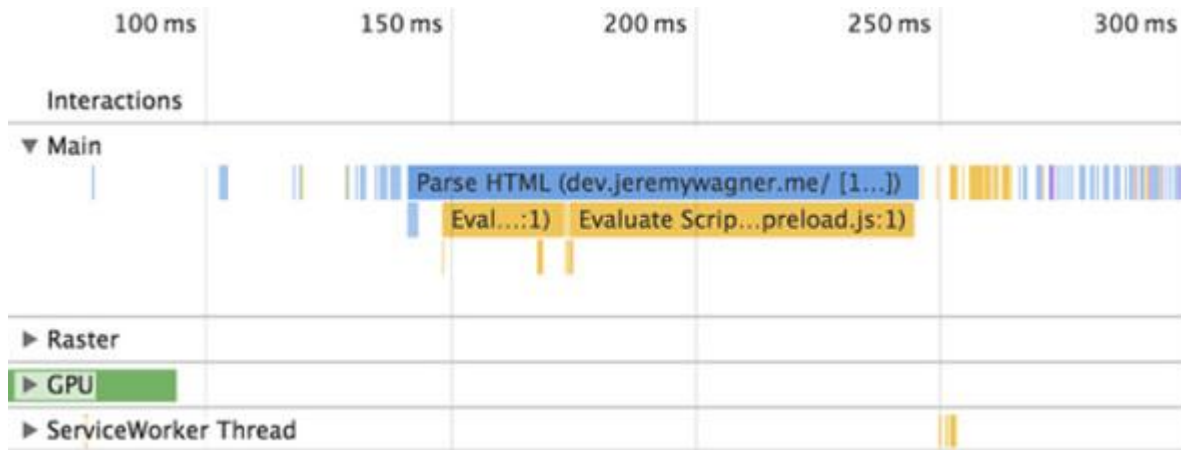 100 ms 150 ms 200 ms 250 ms 300 ms
Interactions
Main
Parse HTML (dev.jeremywagner.me/ [1...])
Eval...:1) Evaluate Scrip...preload.js:1)
Raster
GPU
ServiceWorker Thread